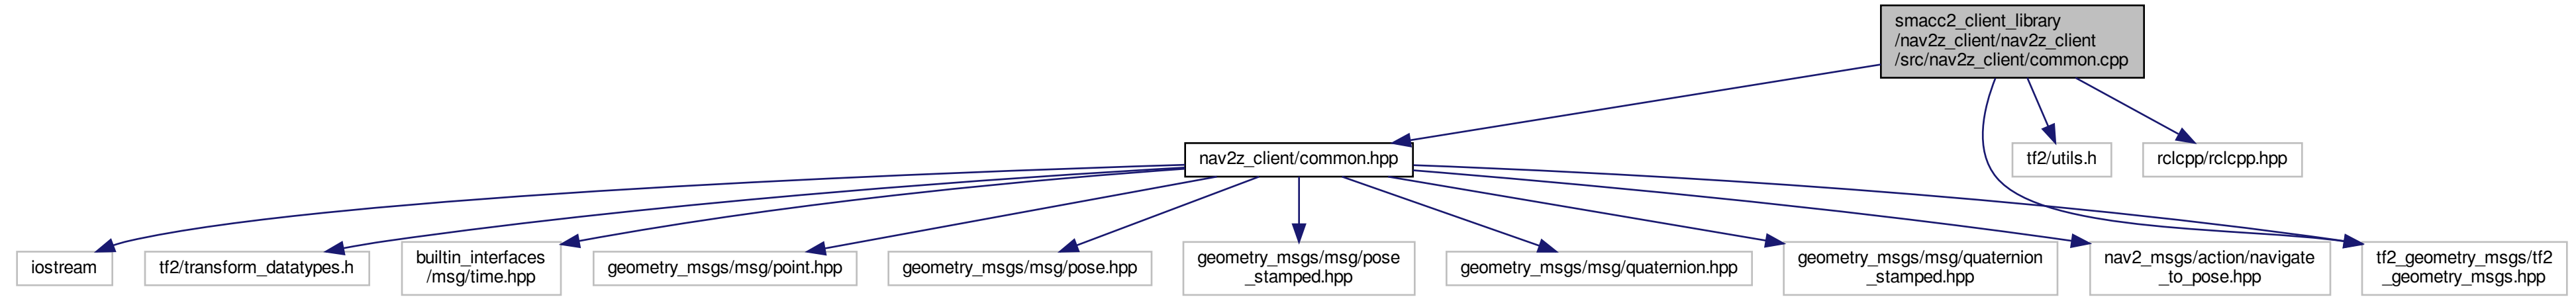 smacc2_client_library
/nav2z_client/nav2z_client
/src/nav2z_client/common.cpp
nav2z_client/common.hpp
tf2/utils.h
rclcpp/rclcpp.hpp
iostream
tf2/transform_datatypes.h
builtin_interfaces
/msg/time.hpp
geometry_msgs/msg/point.hpp
geometry_msgs/msg/pose.hpp
geometry_msgs/msg/pose
_stamped.hpp
geometry_msgs/msg/quaternion.hpp
geometry_msgs/msg/quaternion
_stamped.hpp
nav2_msgs/action/navigate
_to_pose.hpp
tf2_geometry_msgs/tf2
_geometry_msgs.hpp